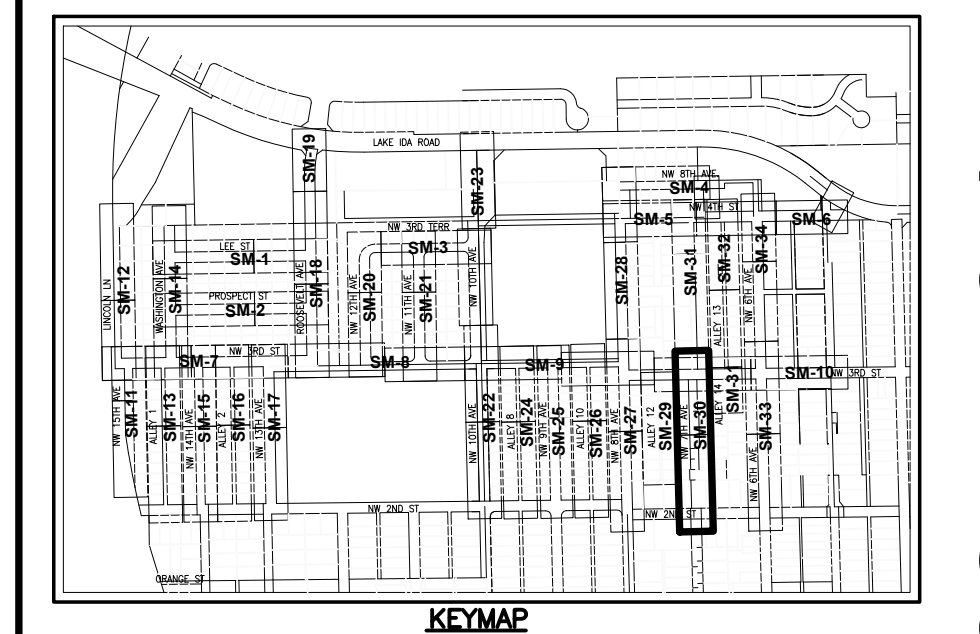 LAKE IDA ROAD
SM-19
SM-23
NW 8TH AVE
SM-4
NW 4TH ST
SM-5
SM-6
NW 3RD TERR
LEE ST
SM-1
SM-3
SM-28
SM-31
SM-32
SM-34
LINCOLN LN
SM-12
WASHINGTON AVE
SM-14
ROOSEVELT AVE
SM-18
NW 12TH AVE
SM-20
NW 11TH AVE
SM-21
NW 10TH AVE
ALLEY 13
NW 6TH AVE
PROSPECT ST
SM-2
NW 3RD ST
SM-7
SM-8
SM-9
SM-10
NW 3RD ST
NW 15TH AVE
SM-11
ALLEY 1
SM-13
NW 14TH AVE
SM-15
ALLEY 2
SM-16
NW 13TH AVE
SM-17
NW 10TH AVE
SM-22
ALLEY 8
SM-24
NW 9TH AVE
SM-25
ALLEY 10
SM-26
NW 8TH AVE
SM-27
ALLEY 12
SM-29
NW 7TH AVE
SM-30
ALLEY 14
SM-31
NW 6TH AVE
SM-33
NW 2ND ST
NW 2ND ST
ORANGE ST
KEYMAP